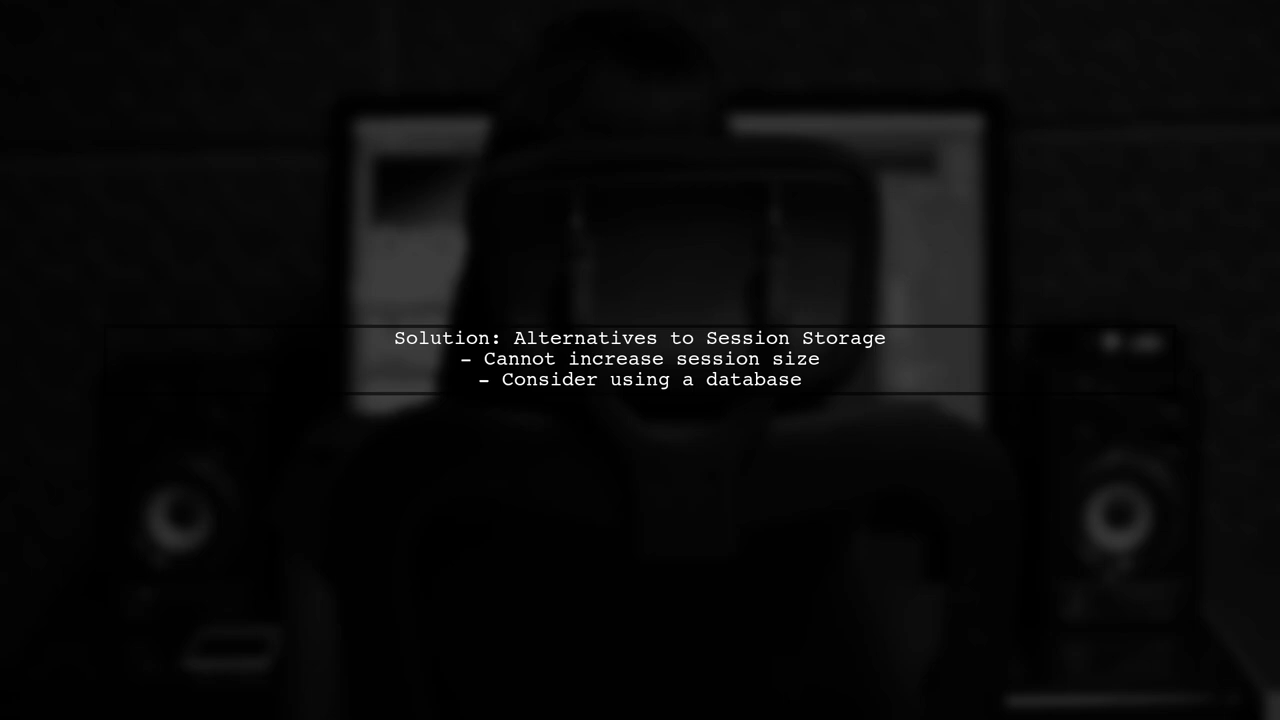 Solution: Alternatives to Session Storage
– Cannot increase session size
– Consider using a database